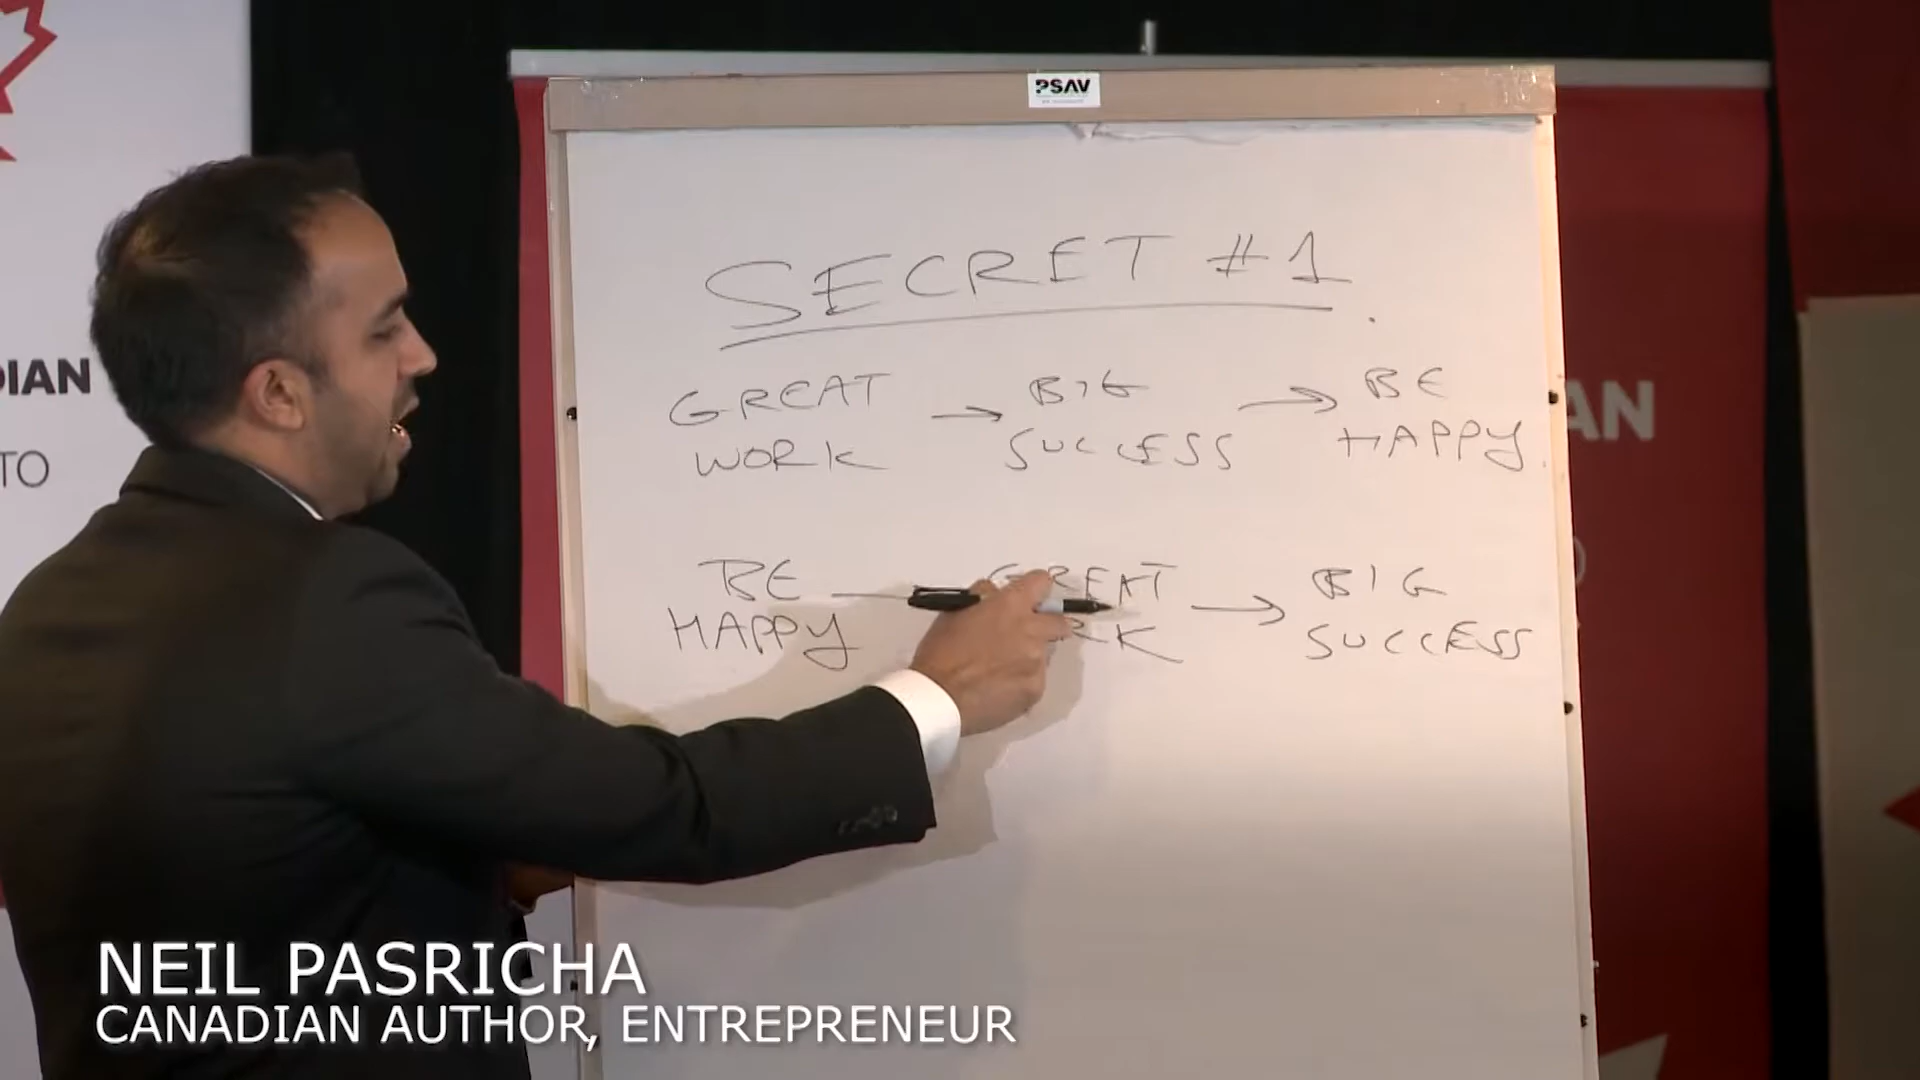 PSAV
SECRET #1
GREAT → BIG → BE
WORK SUCCESS HAPPY
BE GREAT → BIG
HAPPY SUCCESS
DIAN
TO
AN
NEIL PASRICHA
CANADIAN AUTHOR, ENTREPRENEUR